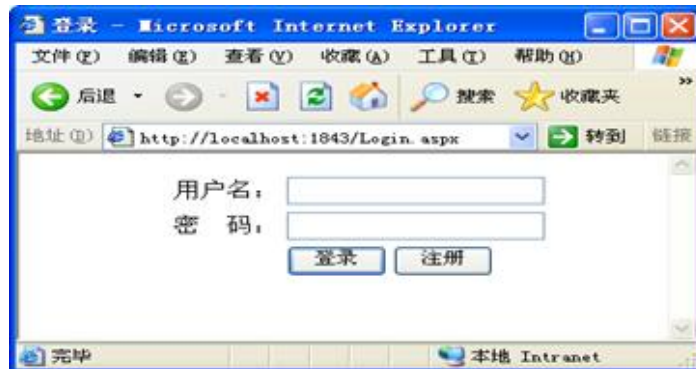 登录 - Microsoft Internet Explorer
文件(F) 编辑(E) 查看(V) 收藏(A) 工具(T) 帮助(H)
后退 搜索 收藏夹 »
地址(D) http://localhost:1843/Login.aspx 转到 链接
用户名:
密 码:
登录 注册
完毕 本地 Intranet